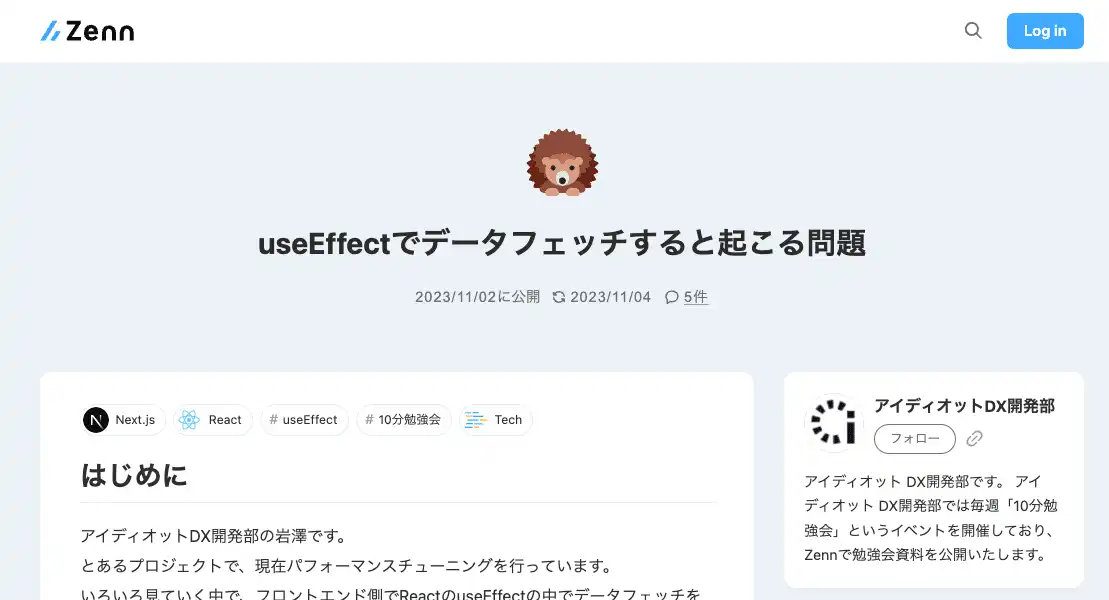 Zenn
Log in
useEffectでデータフェッチすると起こる問題
2023/11/02に公開 2023/11/04 5件
Next.js React # useEffect # 10分勉強会 Tech
はじめに
アイディオットDX開発部の岩澤です。
とあるプロジェクトで、現在パフォーマンスチューニングを行っています。
いろいろ見ていく中で、フロントエンド側でReactのuseEffectの中でデータフェッチを
アイディオットDX開発部
フォロー
アイディオット DX開発部です。 アイ
ディオット DX開発部では毎週「10分勉
強会」というイベントを開催しており、
Zennで勉強会資料を公開いたします。